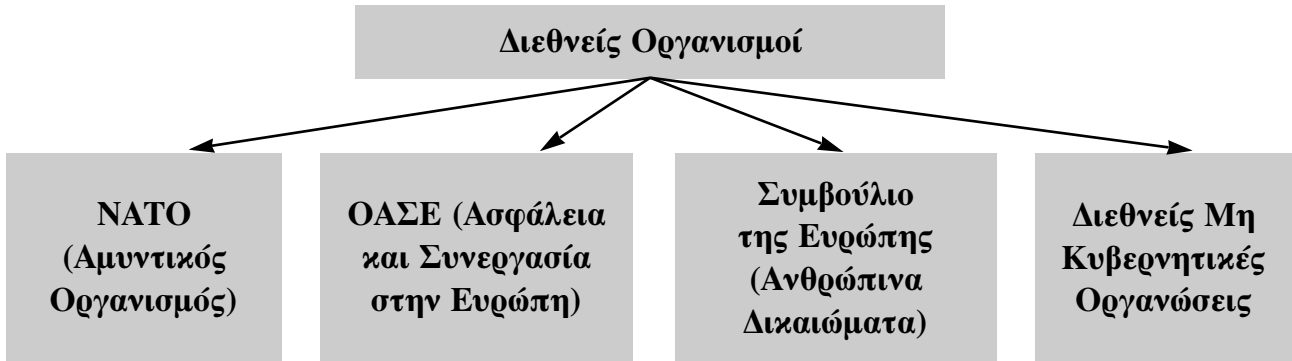 Διεθνείς Οργανισμοί
ΝΑΤΟ
(Αμυντικός
Οργανισμός)
ΟΑΣΕ (Ασφάλεια
και Συνεργασία
στην Ευρώπη)
Συμβούλιο
της Ευρώπης
(Ανθρώπινα
Δικαιώματα)
Διεθνείς Μη
Κυβερνητικές
Οργανώσεις